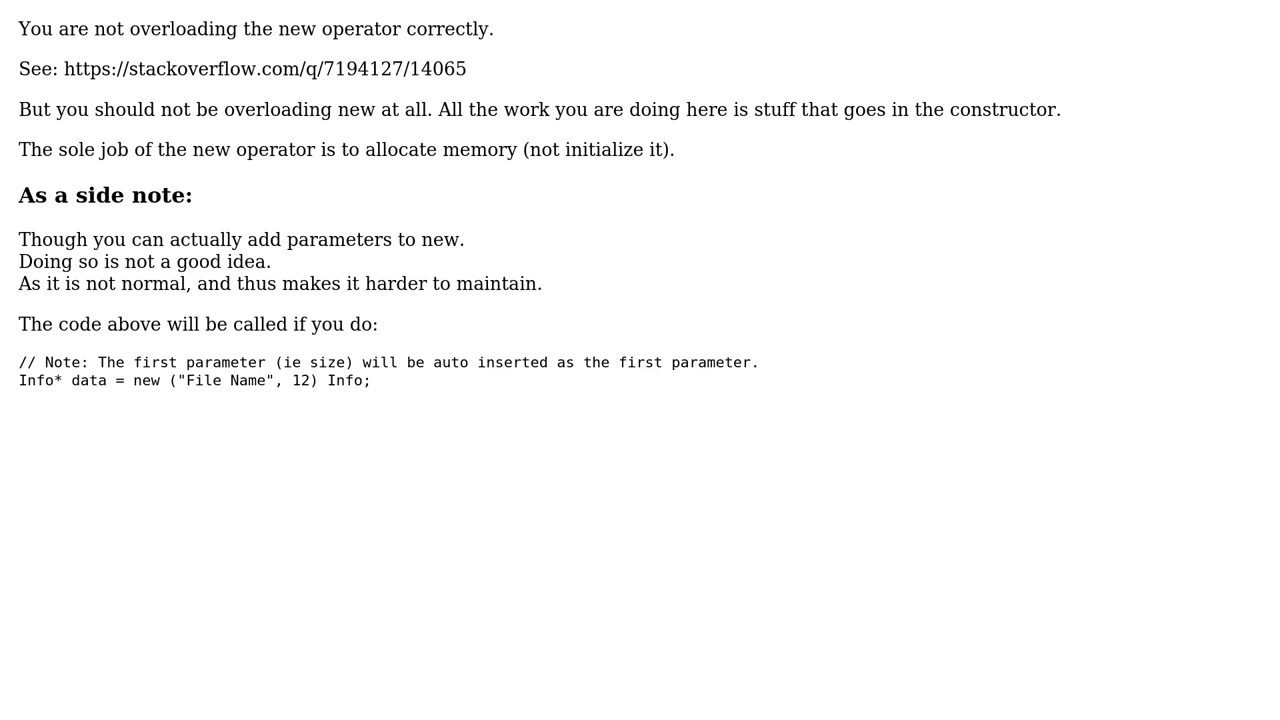 You are not overloading the new operator correctly.
See: https://stackoverflow.com/q/7194127/14065
But you should not be overloading new at all. All the work you are doing here is stuff that goes in the constructor.
The sole job of the new operator is to allocate memory (not initialize it).
As a side note:
Though you can actually add parameters to new.
Doing so is not a good idea.
As it is not normal, and thus makes it harder to maintain.
The code above will be called if you do:
// Note: The first parameter (ie size) will be auto inserted as the first parameter.
Info* data = new ("File Name", 12) Info;